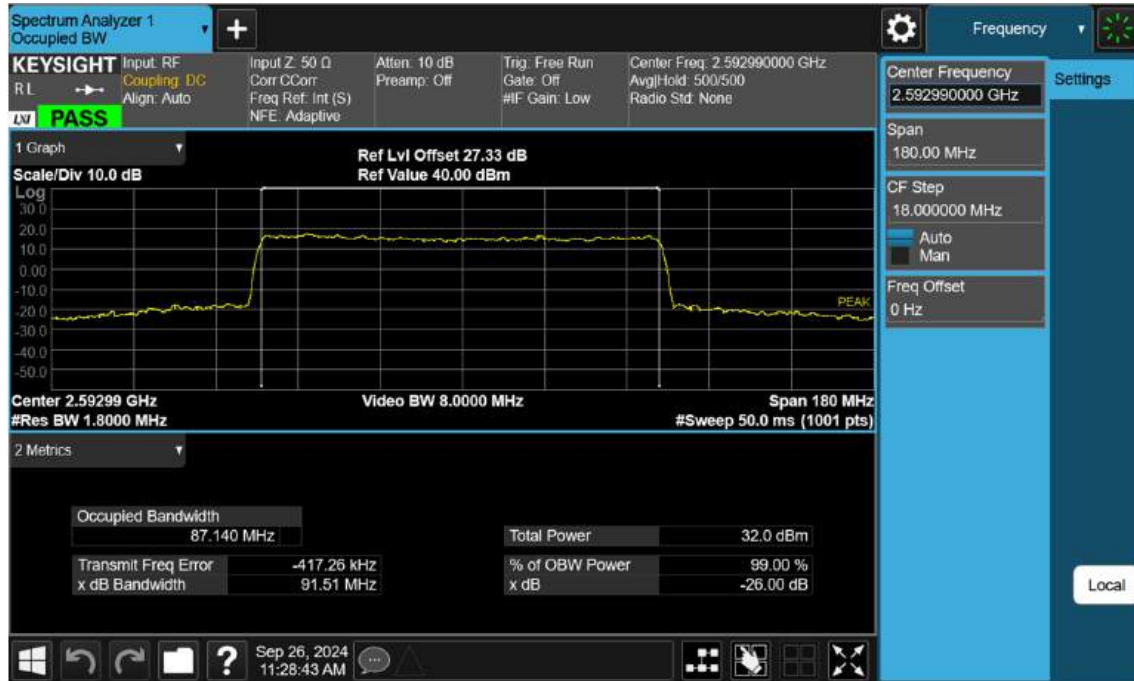 Spectrum Analyzer 1
Occupied BW
Frequency
KEYSIGHT
R L
LXI
PASS
Input: RF
Coupling: DC
Align: Auto
Input Z: 50 Ω
Corr CCorr
Freq Ref: Int (S)
NFE: Adaptive
Atten: 10 dB
Preamp: Off
Trig: Free Run
Gate: Off
#IF Gain: Low
Center Freq: 2.592990000 GHz
Avg|Hold: 500/500
Radio Std: None
Center Frequency
2.592990000 GHz
Settings
Span
180.00 MHz
CF Step
18.000000 MHz
Auto
Man
Freq Offset
0 Hz
Local
1 Graph
Scale/Div 10.0 dB
Ref Lvl Offset 27.33 dB
Ref Value 40.00 dBm
Log
30.0
20.0
10.0
0.00
-10.0
-20.0
-30.0
-40.0
-50.0
PEAK
Center 2.59299 GHz
Video BW 8.0000 MHz
Span 180 MHz
#Res BW 1.8000 MHz
#Sweep 50.0 ms (1001 pts)
2 Metrics
Occupied Bandwidth
87.140 MHz
Total Power 32.0 dBm
Transmit Freq Error -417.26 kHz
% of OBW Power 99.00 %
x dB Bandwidth 91.51 MHz
x dB -26.00 dB
?
Sep 26, 2024
11:28:43 AM